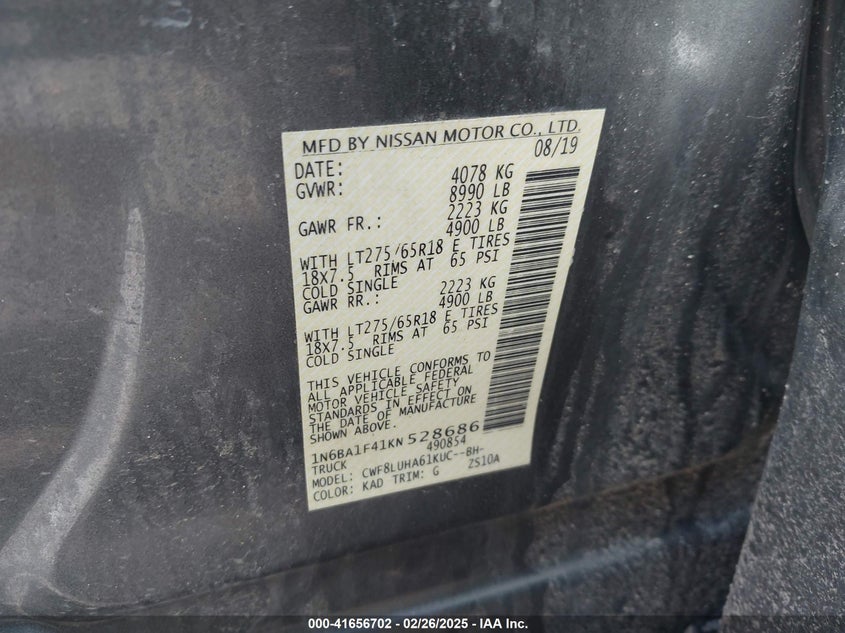 MFD BY NISSAN MOTOR CO., LTD.
DATE: 08/19
GVWR: 4078 KG
8990 LB
GAWR FR.: 2223 KG
4900 LB
WITH LT275/65R18 E TIRES
18X7.5 RIMS AT 65 PSI
COLD SINGLE
GAWR RR.: 2223 KG
4900 LB
WITH LT275/65R18 E TIRES
18X7.5 RIMS AT 65 PSI
COLD SINGLE
THIS VEHICLE CONFORMS TO
ALL APPLICABLE FEDERAL
MOTOR VEHICLE SAFETY
STANDARDS IN EFFECT ON
THE DATE OF MANUFACTURE
SHOWN ABOVE.
1N6BA1F41KN528686
TRUCK 490854
MODEL: CWF8LUHA61KUC--BH-
COLOR: KAD TRIM: G ZS10A
000-41656702 - 02/26/2025 - IAA Inc.